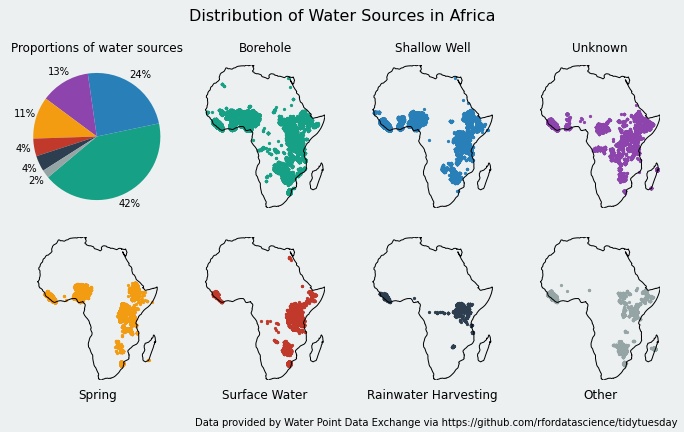 Distribution of Water Sources in Africa
Proportions of water sources
Borehole
Shallow Well
Unknown
13%
24%
11%
4%
4%
2%
42%
Spring
Surface Water
Rainwater Harvesting
Other
Data provided by Water Point Data Exchange via https://github.com/rfordatascience/tidytuesday